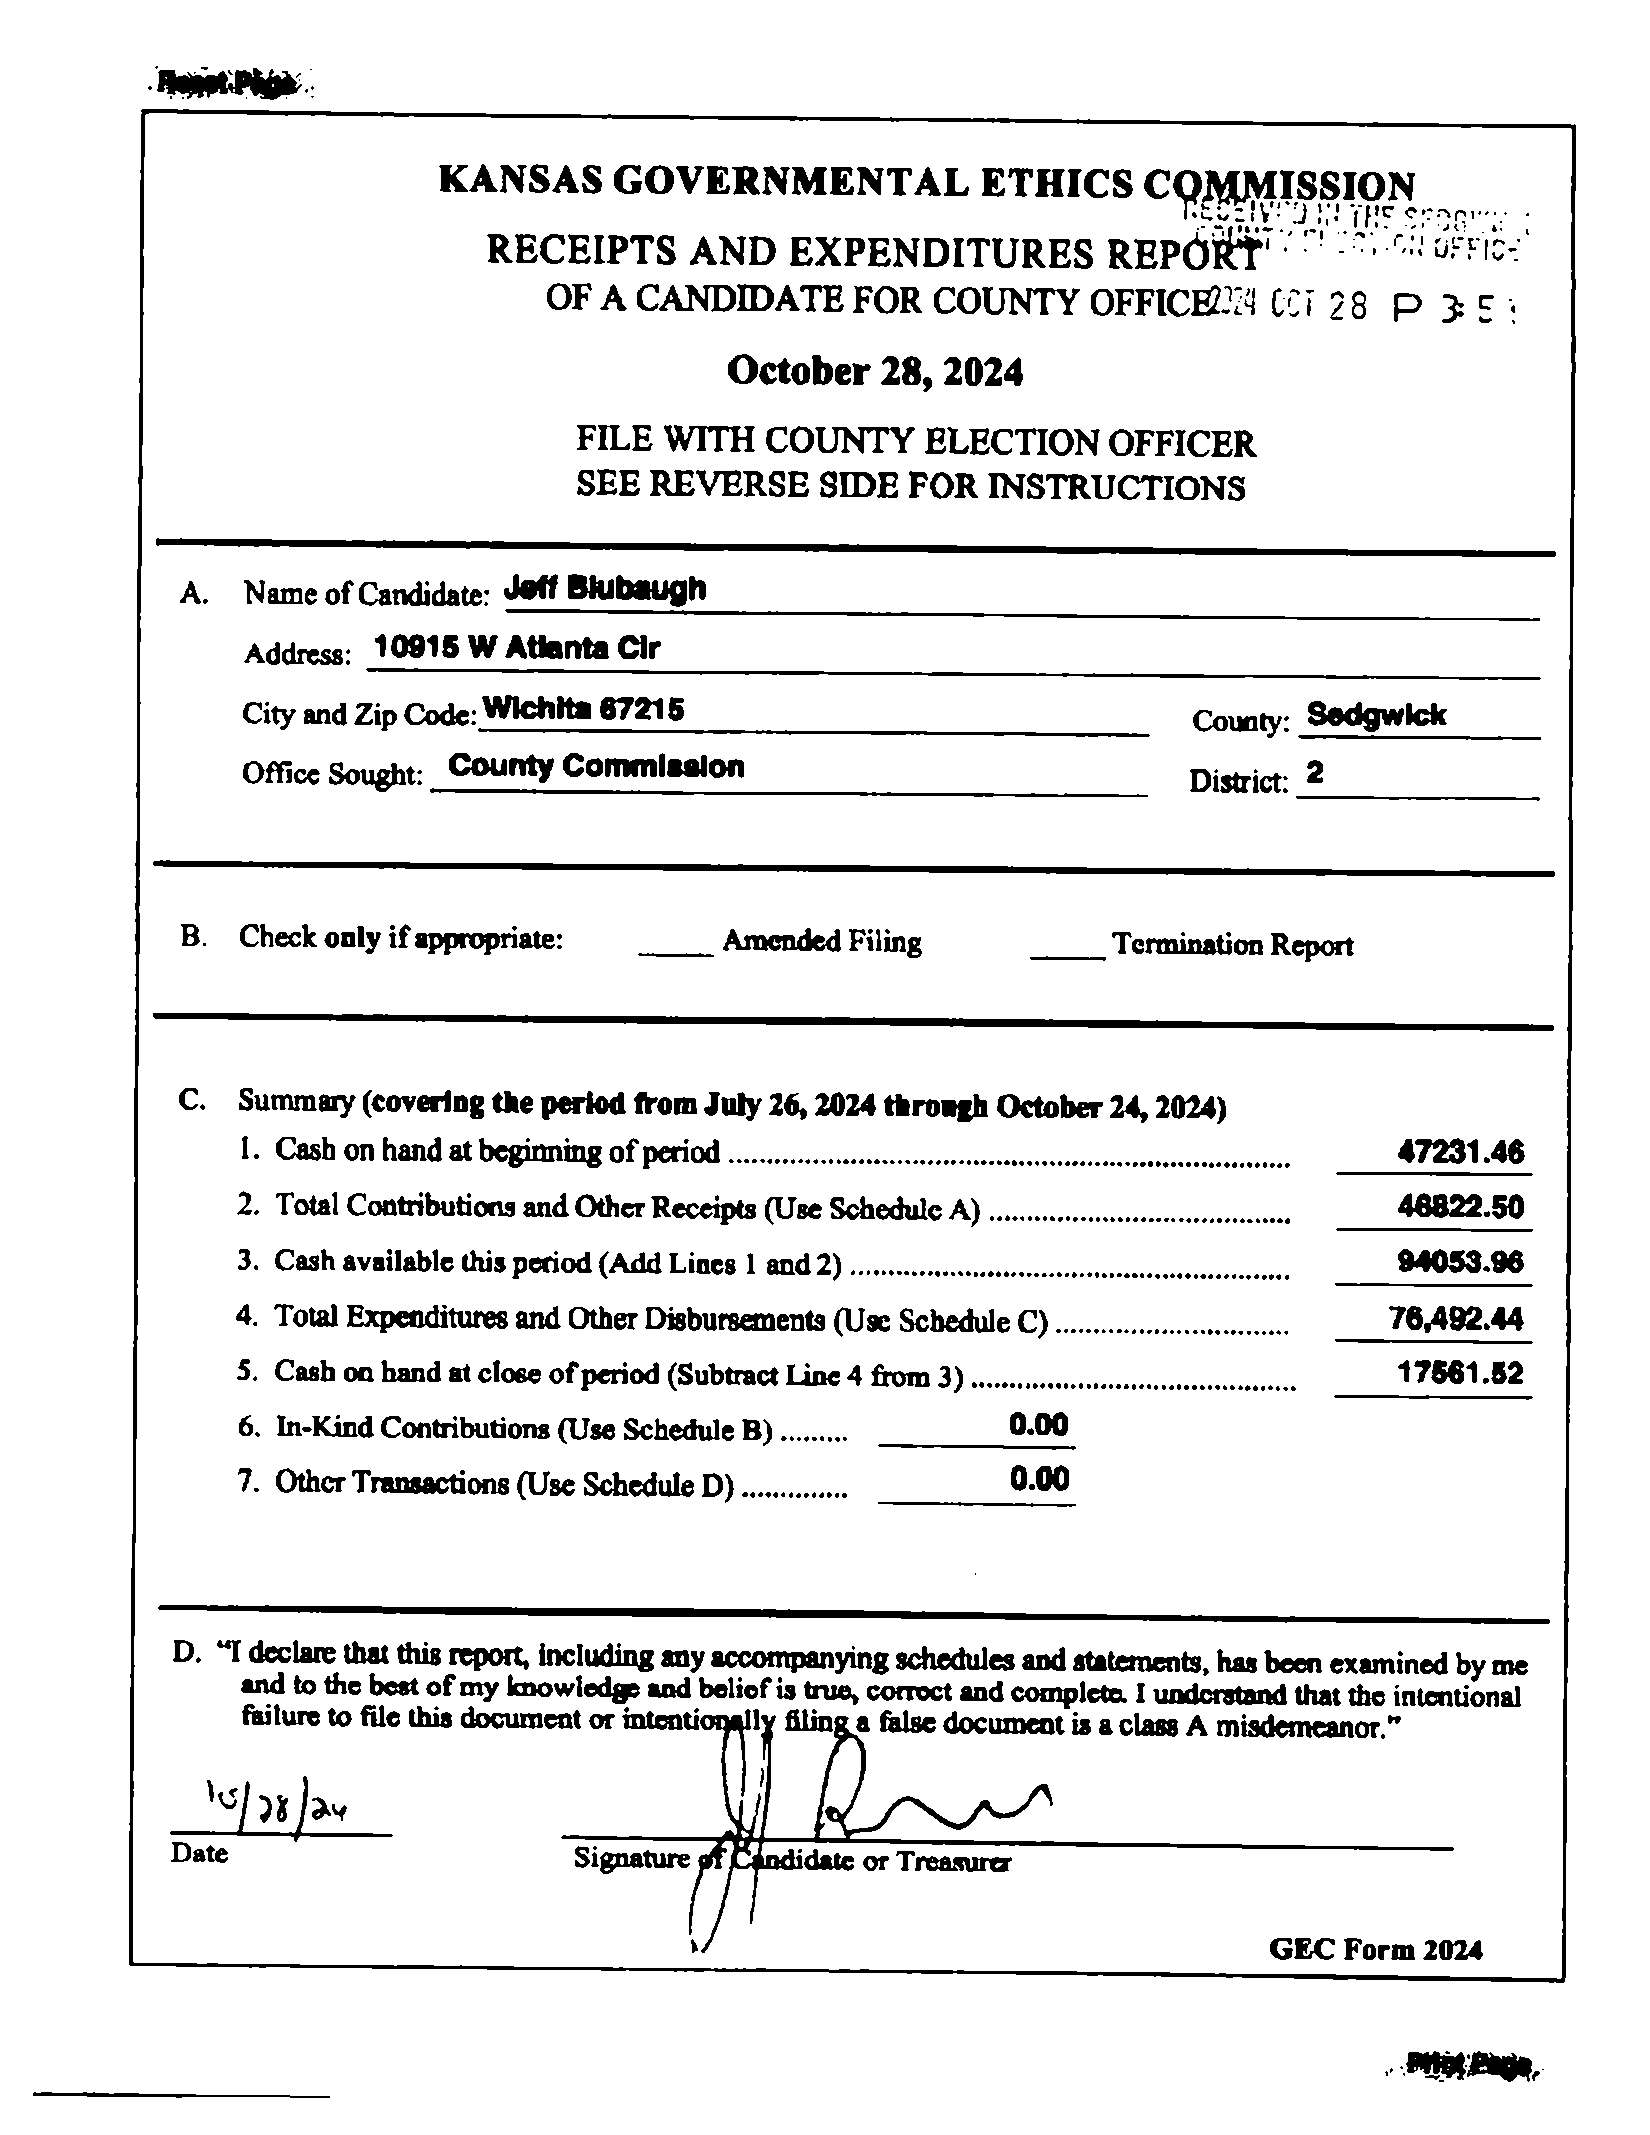 Reset Page
KANSAS GOVERNMENTAL ETHICS COMMISSION
RECEIVED IN THE SEDGWICK
RECEIPTS AND EXPENDITURES REPORT
COUNTY ELECTION OFFICE
OF A CANDIDATE FOR COUNTY OFFICE
2024 OCT 28 P 3:5
October 28, 2024
FILE WITH COUNTY ELECTION OFFICER
SEE REVERSE SIDE FOR INSTRUCTIONS
A. Name of Candidate: Jeff Blubaugh
Address: 10915 W Atlanta Cir
City and Zip Code: Wichita 67215 County: Sedgwick
Office Sought: County Commission District: 2
B. Check only if appropriate: ____ Amended Filing ____ Termination Report
C. Summary (covering the period from July 26, 2024 through October 24, 2024)
1. Cash on hand at beginning of period ........ 47231.46
2. Total Contributions and Other Receipts (Use Schedule A) ........ 46822.50
3. Cash available this period (Add Lines 1 and 2) ........ 94053.96
4. Total Expenditures and Other Disbursements (Use Schedule C) ........ 76,492.44
5. Cash on hand at close of period (Subtract Line 4 from 3) ........ 17561.52
6. In-Kind Contributions (Use Schedule B) ......... 0.00
7. Other Transactions (Use Schedule D) .............. 0.00
D. "I declare that this report, including any accompanying schedules and statements, has been examined by me
and to the best of my knowledge and belief is true, correct and complete. I understand that the intentional
failure to file this document or intentionally filing a false document is a class A misdemeanor."
10/28/24
Date
Signature of Candidate or Treasurer
GEC Form 2024
Print Page